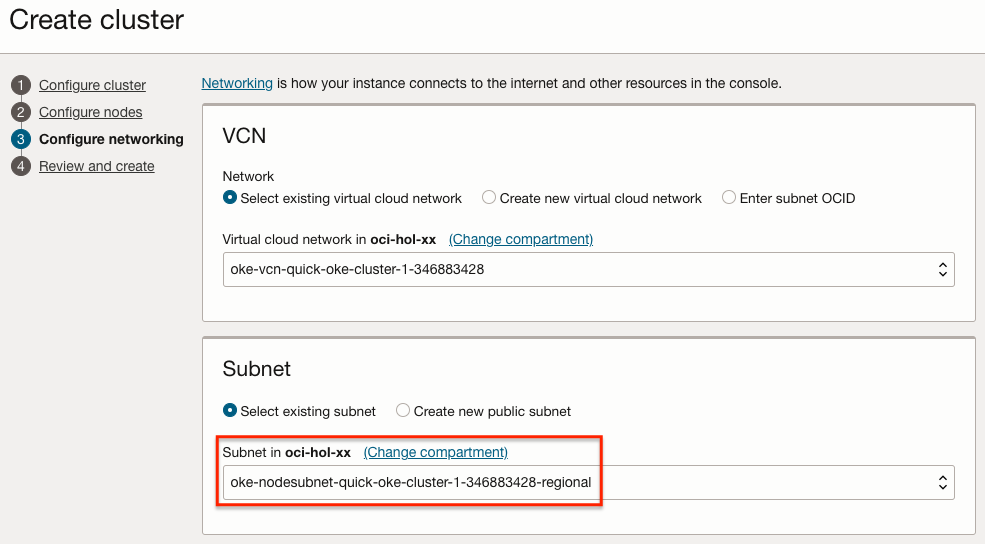 Create cluster
1 Configure cluster
2 Configure nodes
3 Configure networking
4 Review and create
Networking is how your instance connects to the internet and other resources in the console.
VCN
Network
Select existing virtual cloud network Create new virtual cloud network Enter subnet OCID
Virtual cloud network in oci-hol-xx (Change compartment)
oke-vcn-quick-oke-cluster-1-346883428
Subnet
Select existing subnet Create new public subnet
Subnet in oci-hol-xx (Change compartment)
oke-nodesubnet-quick-oke-cluster-1-346883428-regional